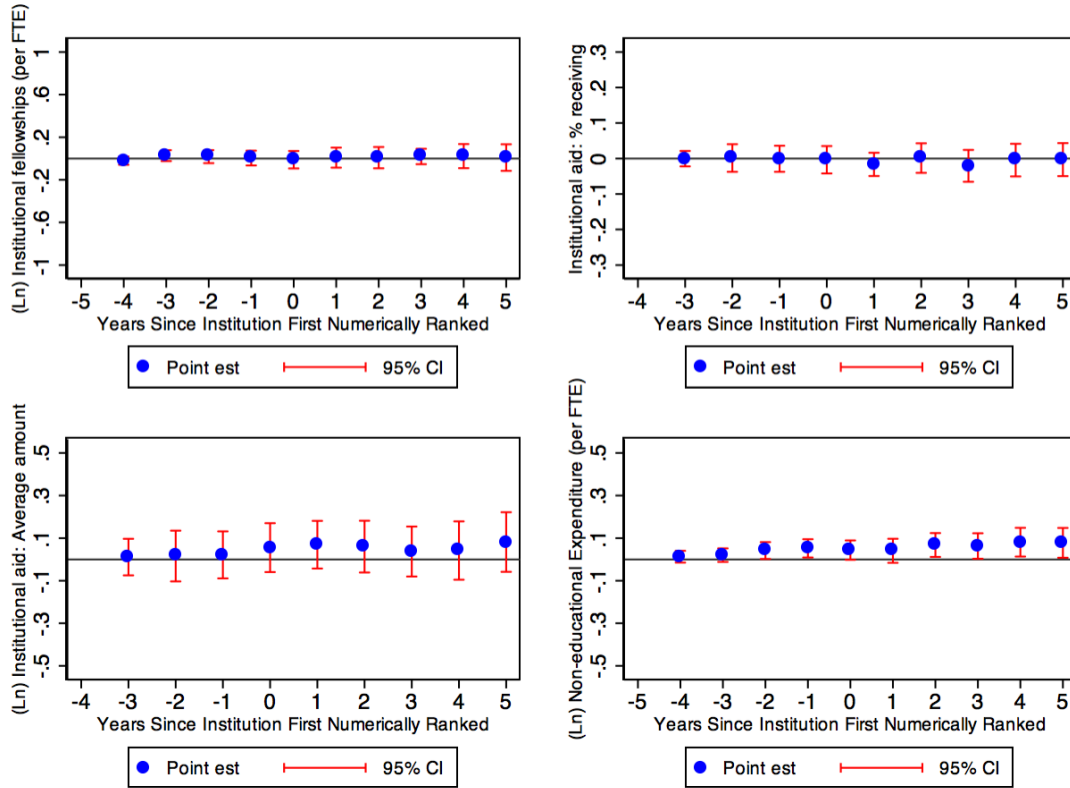 (Ln) Institutional fellowships (per FTE)
1
.6
.2
-.2
-.6
-1
-5 -4 -3 -2 -1 0 1 2 3 4 5
Years Since Institution First Numerically Ranked
Point est 95% CI
Institutional aid: % receiving
.3
.2
.1
0
-.1
-.2
-.3
-4 -3 -2 -1 0 1 2 3 4 5
Years Since Institution First Numerically Ranked
Point est 95% CI
(Ln) Institutional aid: Average amount
.5
.3
.1
-.1
-.3
-.5
-4 -3 -2 -1 0 1 2 3 4 5
Years Since Institution First Numerically Ranked
Point est 95% CI
(Ln) Non-educational Expenditure (per FTE)
.5
.3
.1
-.1
-.3
-.5
-5 -4 -3 -2 -1 0 1 2 3 4 5
Years Since Institution First Numerically Ranked
Point est 95% CI